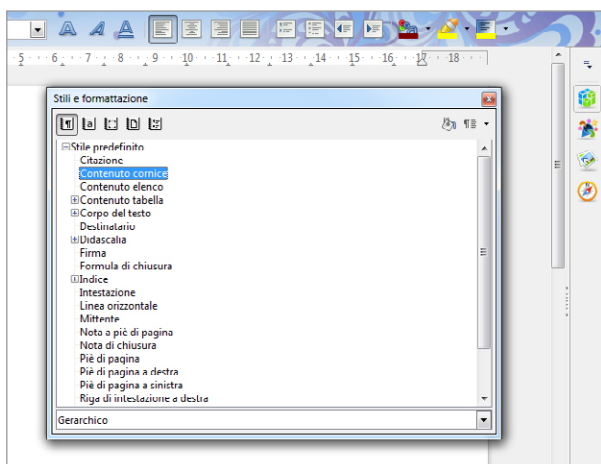 5 6 7 8 9 10 11 12 13 14 15 16 17 18
Stili e formattazione
Stile predefinito
Citazione
Contenuto cornice
Contenuto elenco
Contenuto tabella
Corpo del testo
Destinatario
Didascalia
Firma
Formula di chiusura
Indice
Intestazione
Linea orizzontale
Mittente
Nota a piè di pagina
Nota di chiusura
Piè di pagina
Piè di pagina a destra
Piè di pagina a sinistra
Riga di intestazione a destra
Gerarchico